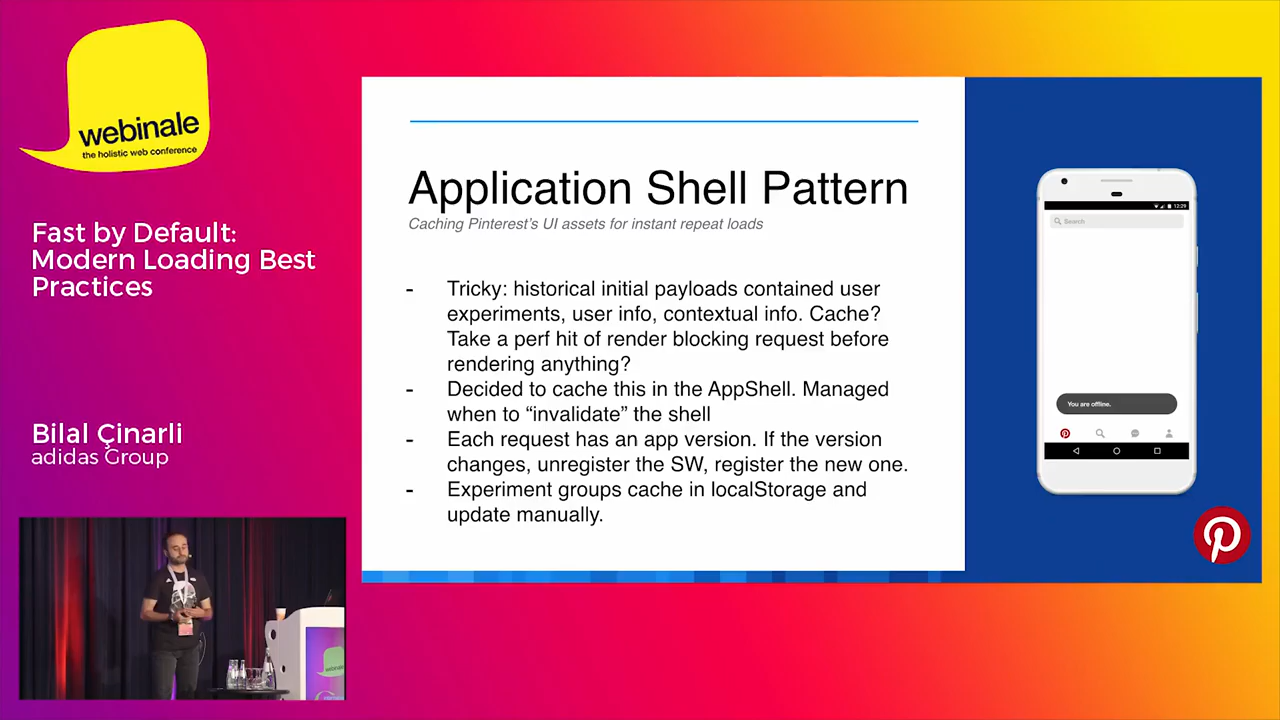 webinale
the holistic web conference
Fast by Default:
Modern Loading Best
Practices
Bilal Çinarli
adidas Group
Application Shell Pattern
Caching Pinterest's UI assets for instant repeat loads
- Tricky: historical initial payloads contained user
experiments, user info, contextual info. Cache?
Take a perf hit of render blocking request before
rendering anything?
- Decided to cache this in the AppShell. Managed
when to “invalidate” the shell
- Each request has an app version. If the version
changes, unregister the SW, register the new one.
- Experiment groups cache in localStorage and
update manually.
12:29
Search
You are offline.
webinale